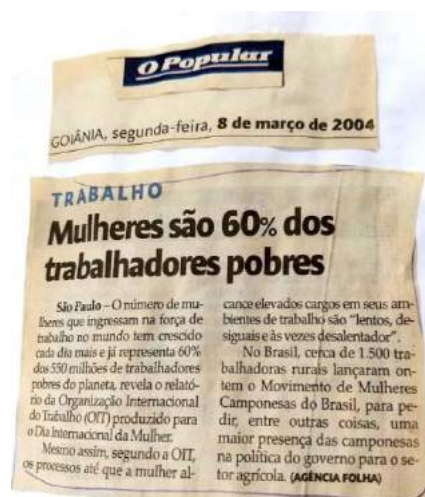 O Popular
GOIÂNIA, segunda-feira, 8 de março de 2004
TRABALHO
Mulheres são 60% dos
trabalhadores pobres
São Paulo – O número de mu-
lheres que ingressam na força de
trabalho no mundo tem crescido
cada dia mais e já representa 60%
dos 550 milhões de trabalhadores
pobres do planeta, revela o relató-
rio da Organização Internacional
do Trabalho (OIT) produzido para
o Dia Internacional da Mulher.
Mesmo assim, segundo a OIT,
os processos até que a mulher al-
cance elevados cargos em seus am-
bientes de trabalho são "lentos, de-
siguais e às vezes desalentador".
No Brasil, cerca de 1.500 tra-
balhadoras rurais lançaram on-
tem o Movimento de Mulheres
Camponesas do Brasil, para pe-
dir, entre outras coisas, uma
maior presença das camponesas
na política do governo para o se-
tor agrícola. (AGÊNCIA FOLHA)